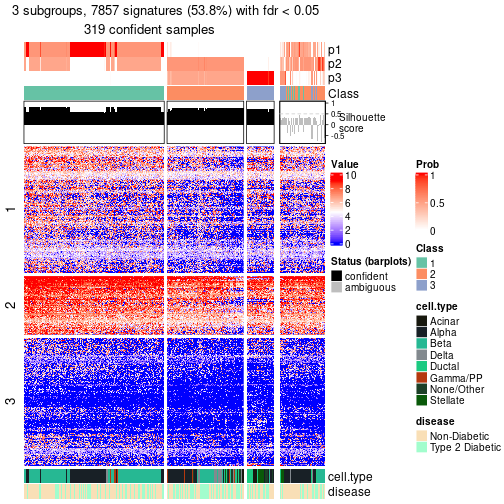 3 subgroups, 7857 signatures (53.8%) with fdr < 0.05
319 confident samples
p1
p2
p3
Class
1
0.5
0
-0.5
Silhouette
score
1
2
3
cell.type
disease
Value
10
8
6
4
2
0
Status (barplots)
confident
ambiguous
Prob
1
0.5
0
Class
1
2
3
cell.type
Acinar
Alpha
Beta
Delta
Ductal
Gamma/PP
None/Other
Stellate
disease
Non-Diabetic
Type 2 Diabetic